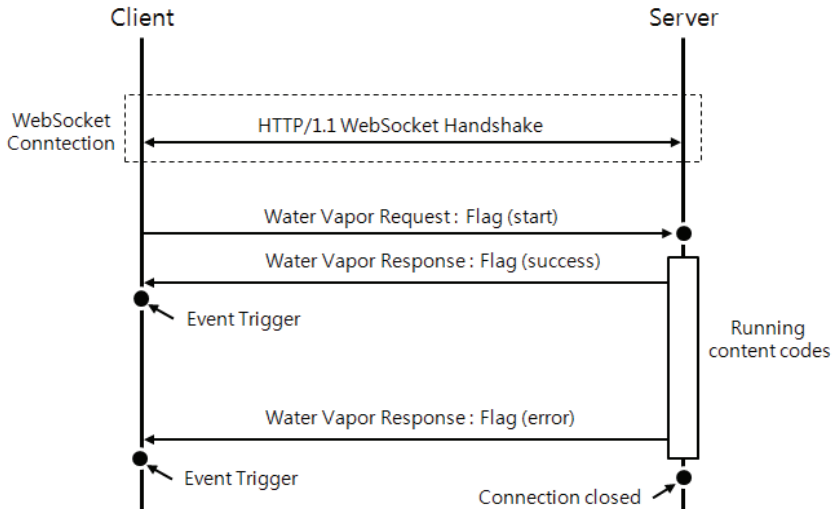 Client
Server
WebSocket
Conntection
HTTP/1.1 WebSocket Handshake
Water Vapor Request : Flag (start)
Water Vapor Response : Flag (success)
Event Trigger
Running
content codes
Water Vapor Response : Flag (error)
Event Trigger
Connection closed